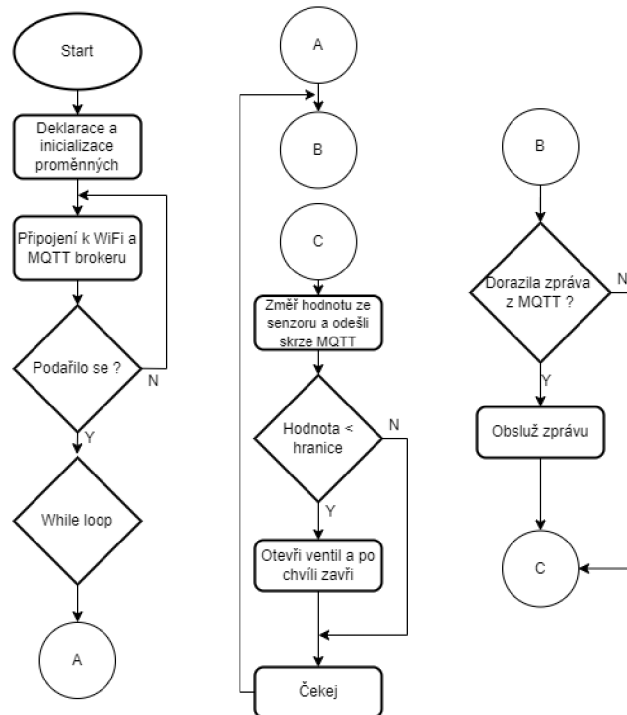 Start
Deklarace a
inicializace
proměnných
Připojení k WiFi a
MQTT brokeru
Podařilo se ?
N
Y
While loop
A
A
B
C
Změř hodnotu ze
senzoru a odešli
skrze MQTT
Hodnota <
hranice
N
Y
Otevři ventil a po
chvíli zavři
Čekej
B
Dorazila zpráva
z MQTT ?
N
Y
Obsluž zprávu
C